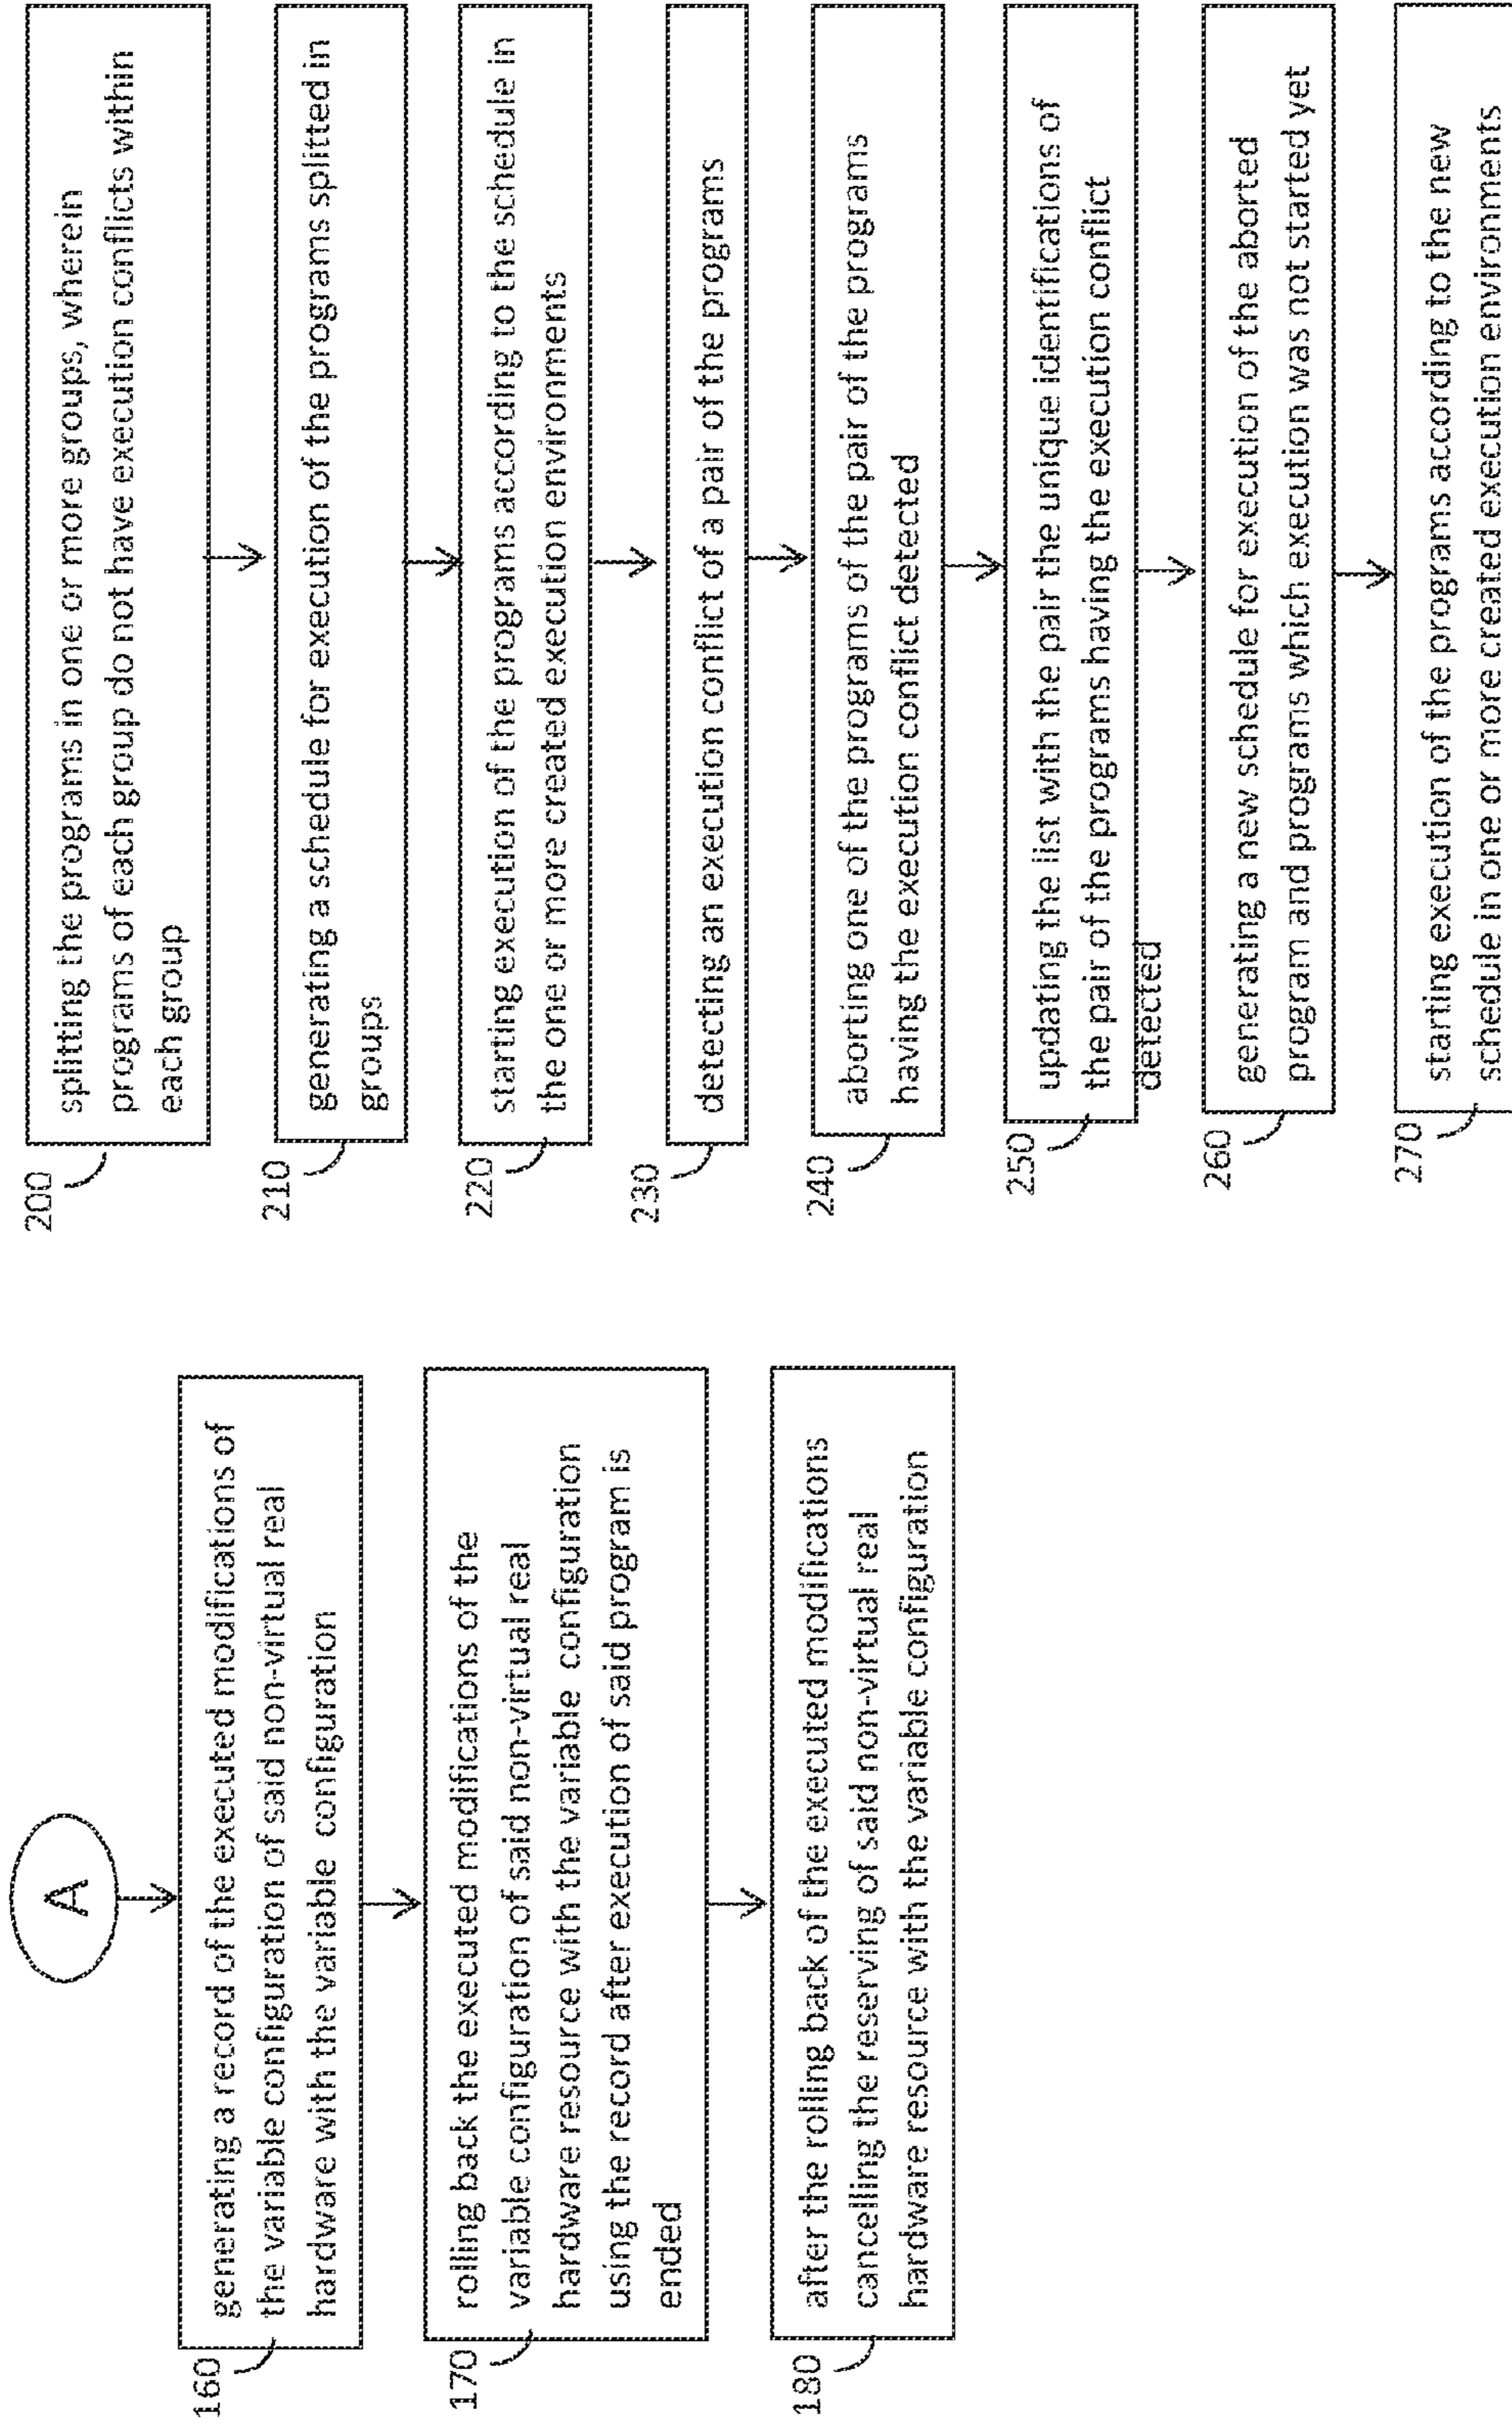 A
160
generating a record of the executed modifications of
the variable configuration of said non-virtual real
hardware with the variable configuration
170
rolling back the executed modifications of the
variable configuration of said non-virtual real
hardware resource with the variable configuration
using the record after execution of said program is
ended
180
after the rolling back of the executed modifications
cancelling the reserving of said non-virtual real
hardware resource with the variable configuration
200
splitting the programs in one or more groups, wherein
programs of each group do not have execution conflicts within
each group
210
generating a schedule for execution of the programs splitted in
groups
220
starting execution of the programs according to the schedule in
the one or more created execution environments
230
detecting an execution conflict of a pair of the programs
240
aborting one of the programs of the pair of the programs
having the execution conflict detected
250
updating the list with the pair the unique identifications of
the pair of the programs having the execution conflict
detected
260
generating a new schedule for execution of the aborted
program and programs which execution was not started yet
270
starting execution of the programs according to the new
schedule in one or more created execution environments